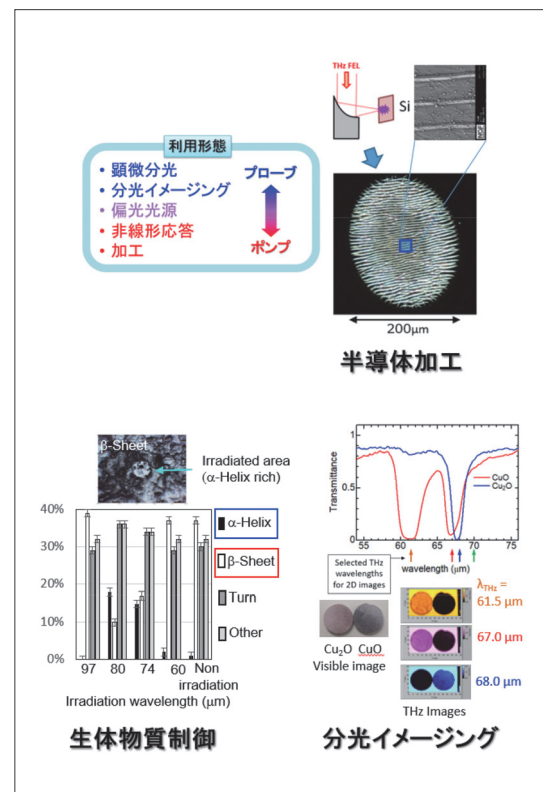 THz FEL
Si
利用形態
• 顕微分光
• 分光イメージング
• 偏光光源
• 非線形応答
• 加工
プローブ
ポンプ
200μm
半導体加工
β-Sheet
Irradiated area
(α-Helix rich)
40%
30%
20%
10%
0%
α-Helix
β-Sheet
Turn
Other
97 80 74 60 Non
irradiation
Irradiation wavelength (μm)
生体物質制御
Transmittance
1
0.5
0
CuO
Cu₂O
55 60 65 70 75
wavelength (μm)
Selected THz
wavelengths
for 2D images
Cu₂O CuO
Visible image
λTHz =
61.5 μm
67.0 μm
68.0 μm
THz Images
分光イメージング